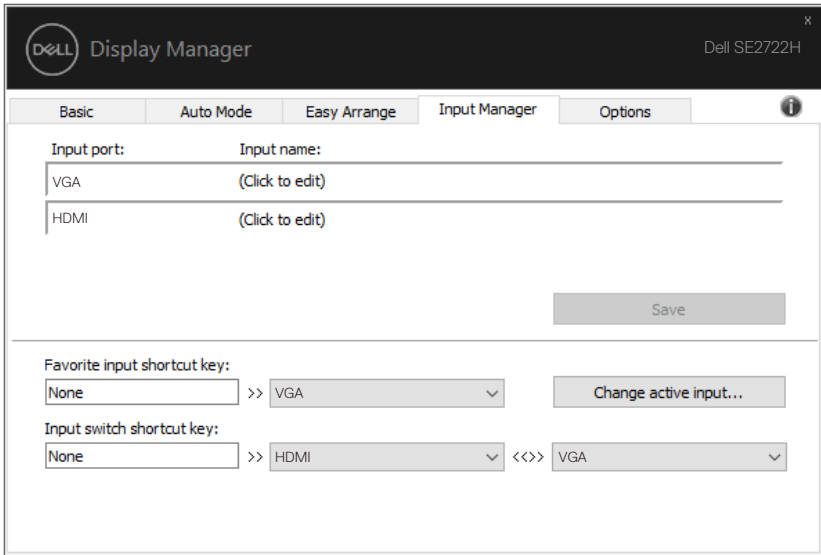 x
DELL Display Manager Dell SE2722H
Basic Auto Mode Easy Arrange Input Manager Options i
Input port: Input name:
VGA (Click to edit)
HDMI (Click to edit)
Save
Favorite input shortcut key:
None >> VGA Change active input...
Input switch shortcut key:
None >> HDMI <<>> VGA